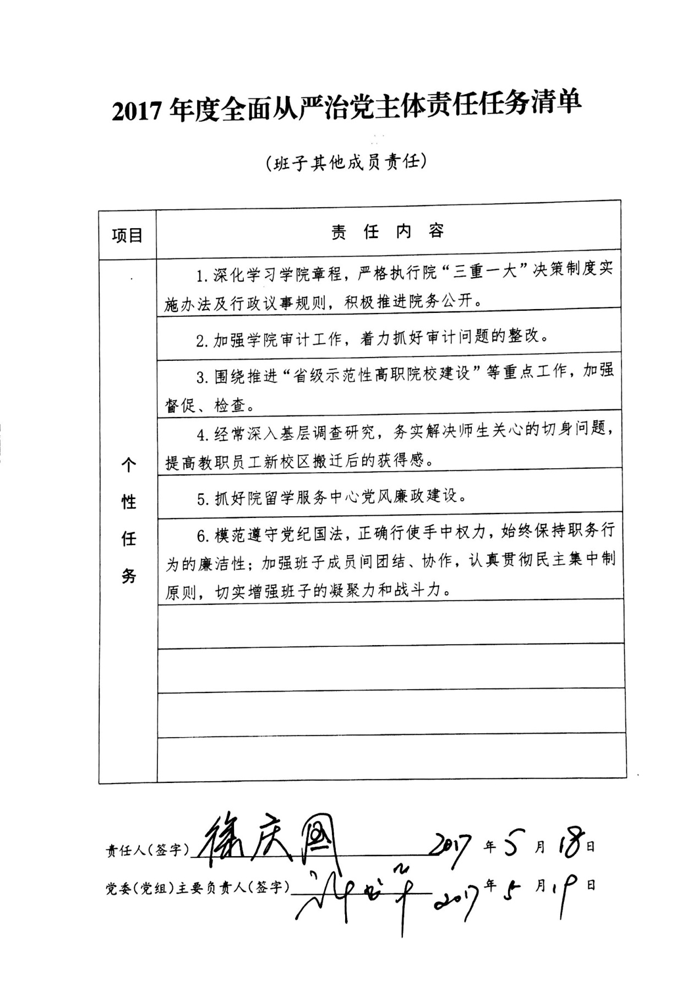 2017 年度全面从严治党主体责任任务清单
(班子其他成员责任)
项目
责 任 内 容
个性任务
1.深化学习学院章程，严格执行院“三重一大”决策制度实
施办法及行政议事规则，积极推进院务公开。
2.加强学院审计工作，着力抓好审计问题的整改。
3.围绕推进“省级示范性高职院校建设”等重点工作，加强
督促、检查。
4.经常深入基层调查研究，务实解决师生关心的切身问题，
提高教职员工新校区搬迁后的获得感。
5.抓好院留学服务中心党风廉政建设。
6.模范遵守党纪国法，正确行使手中权力，始终保持职务行
为的廉洁性；加强班子成员间团结、协作，认真贯彻民主集中制
原则，切实增强班子的凝聚力和战斗力。
责任人(签字) 徐庆国 2017 年 5 月 18 日
党委(党组)主要负责人(签字) 2017 年 5 月 19 日